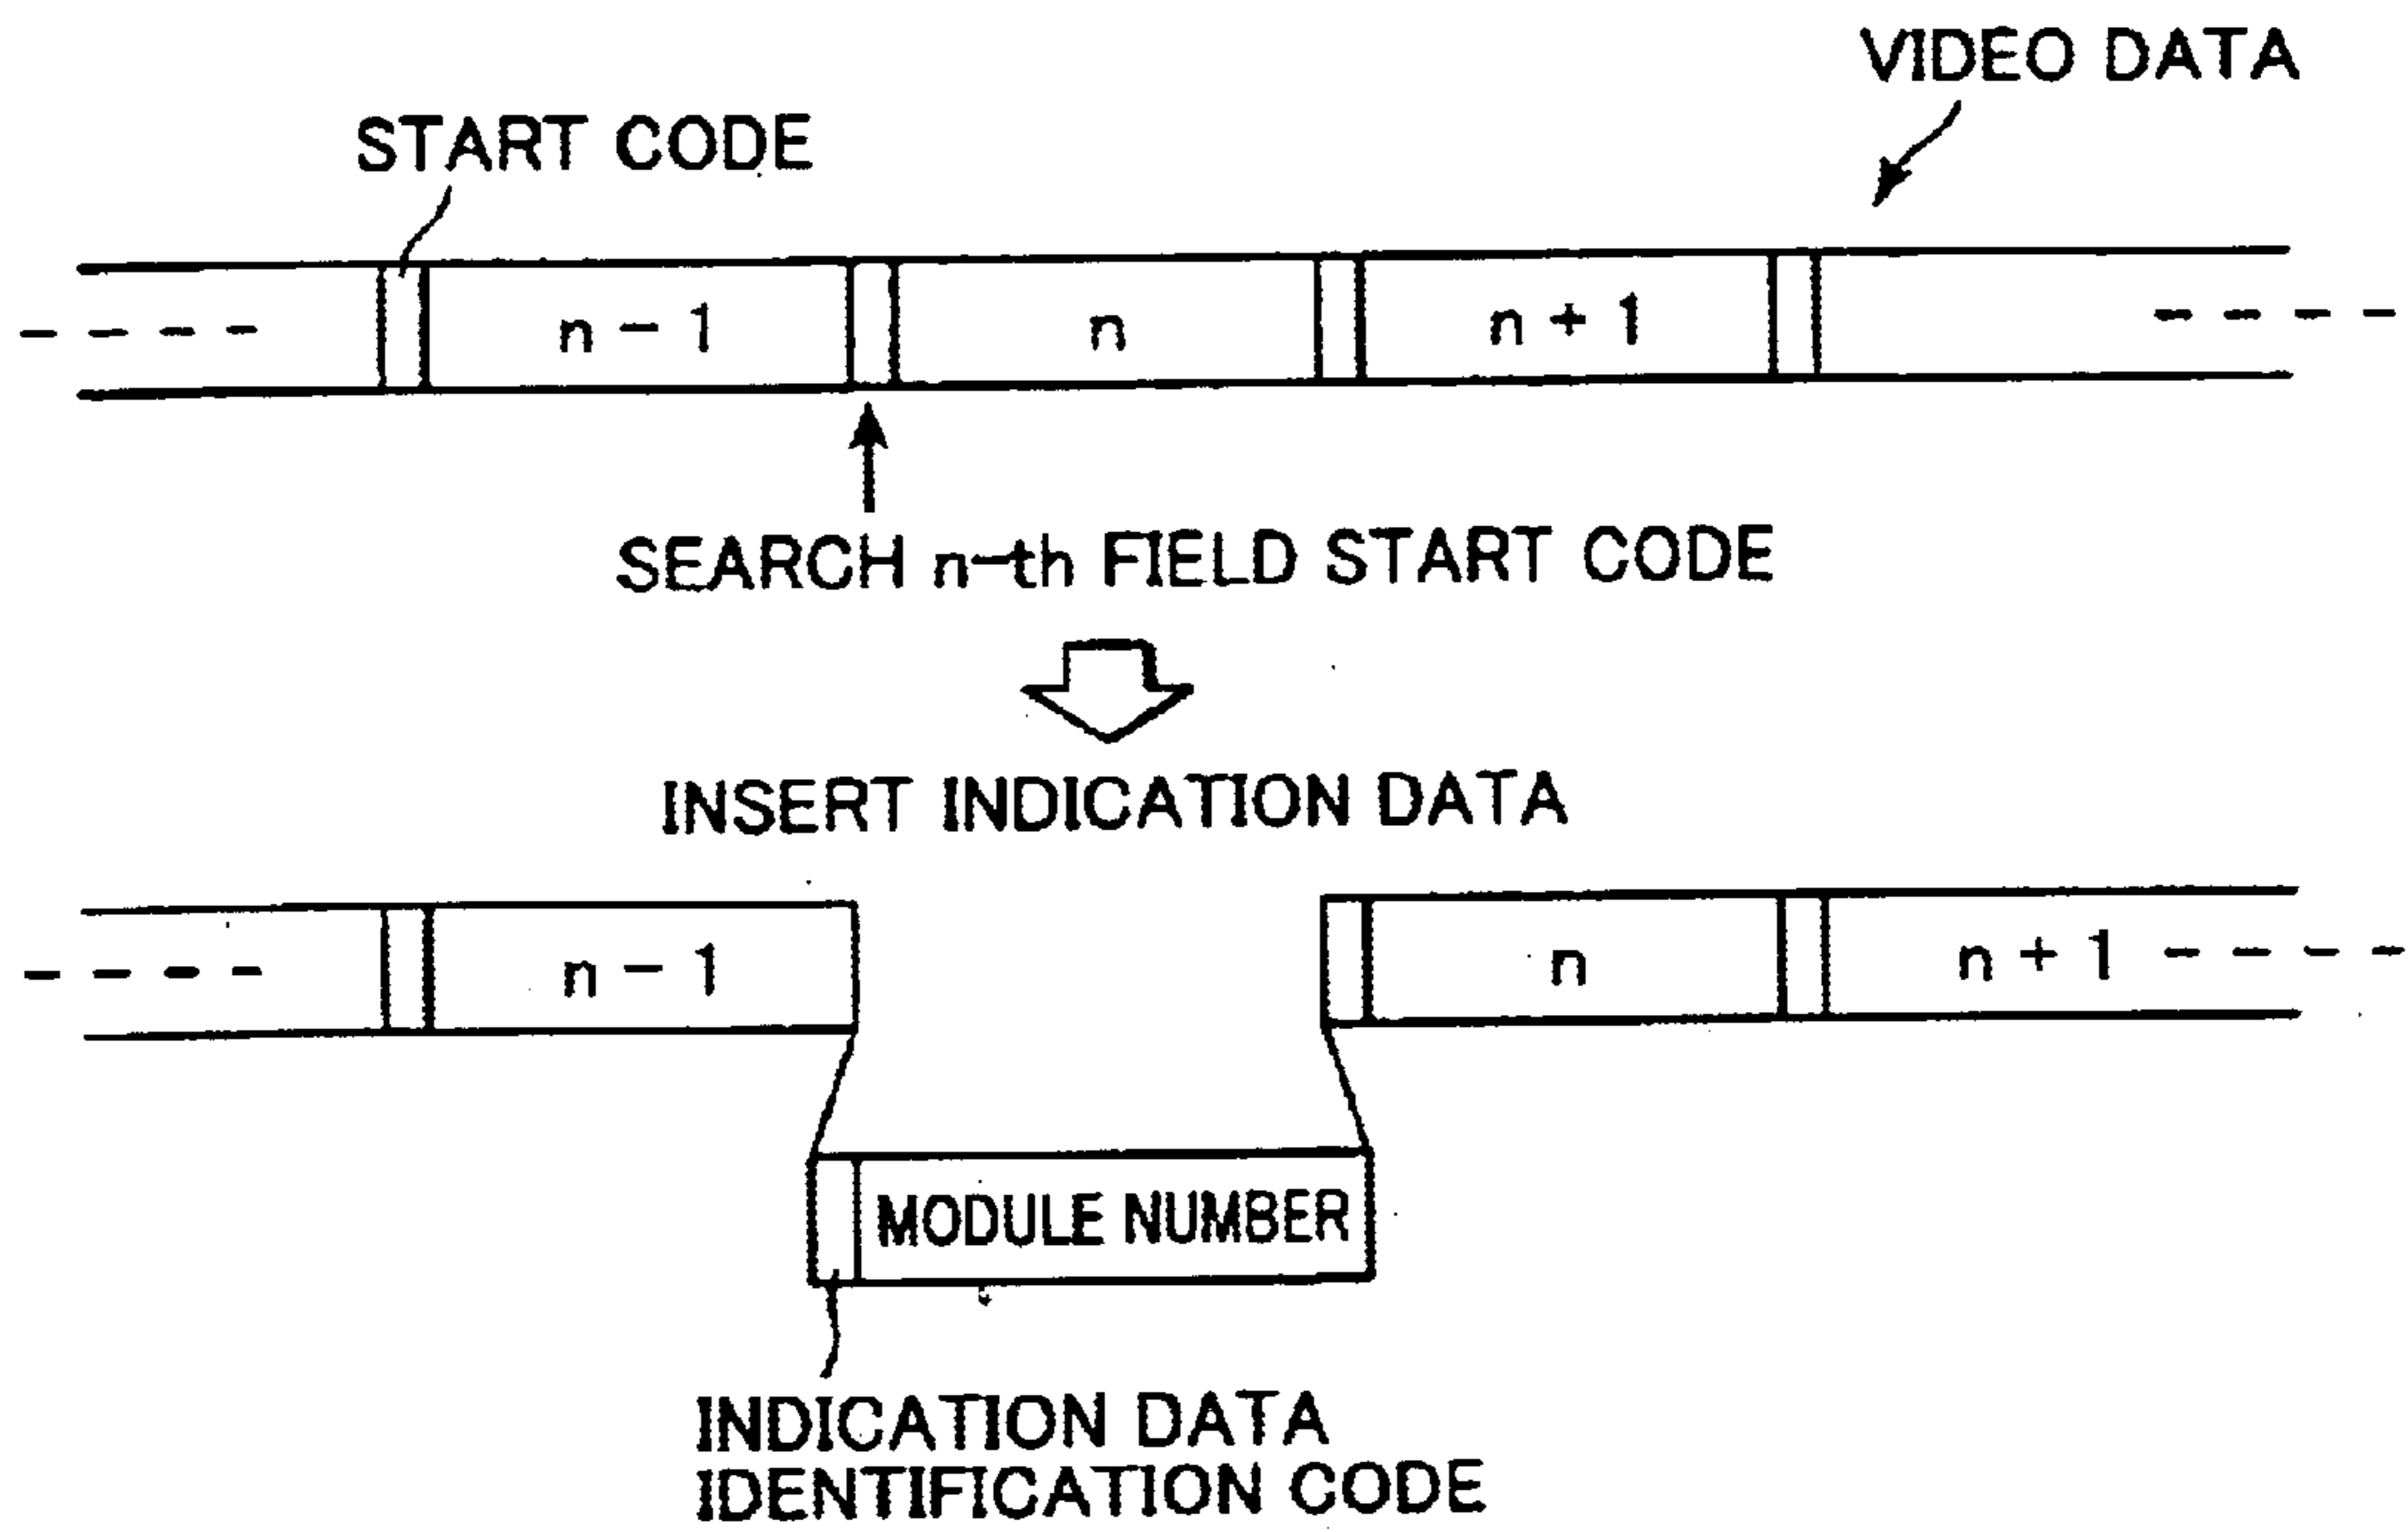 VIDEO DATA
START CODE
---- n - 1 n n + 1 ----
SEARCH n-th FIELD START CODE
INSERT INDICATION DATA
---- n - 1 n n + 1 ----
MODULE NUMBER
INDICATION DATA
IDENTIFICATION CODE